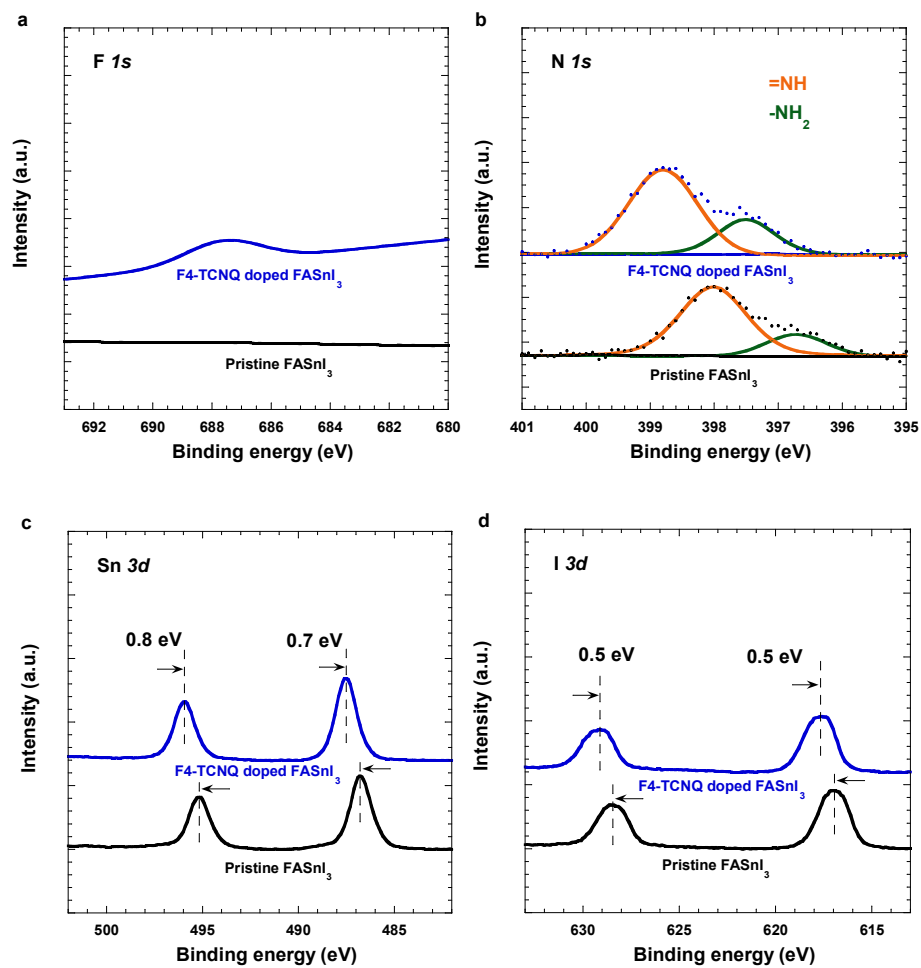 a
F 1s
Intensity (a.u.)
F4-TCNQ doped FASnI3
Pristine FASnI3
692 690 688 686 684 682 680
Binding energy (eV)
b
N 1s
=NH
-NH2
Intensity (a.u.)
F4-TCNQ doped FASnI3
Pristine FASnI3
401 400 399 398 397 396 395
Binding energy (eV)
c
Sn 3d
0.8 eV
0.7 eV
Intensity (a.u.)
F4-TCNQ doped FASnI3
Pristine FASnI3
500 495 490 485
Binding energy (eV)
d
I 3d
0.5 eV
0.5 eV
Intensity (a.u.)
F4-TCNQ doped FASnI3
Pristine FASnI3
630 625 620 615
Binding energy (eV)